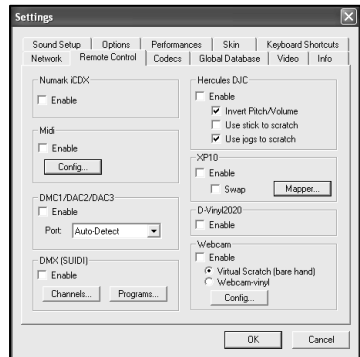 Settings
Sound Setup Options Performances Skin Keyboard Shortcuts
Network Remote Control Codecs Global Database Video Info
Numark iCDX
Enable
Midi
Enable
Config...
DMC1/DAC2/DAC3
Enable
Port: Auto-Detect
DMX (SUIDI)
Enable
Channels... Programs...
Hercules DJC
Enable
Invert Pitch/Volume
Use stick to scratch
Use jogs to scratch
XP10
Enable
Swap Mapper...
D-Vinyl2020
Enable
Webcam
Enable
Virtual Scratch (bare hand)
Webcam-vinyl
Config...
OK Cancel